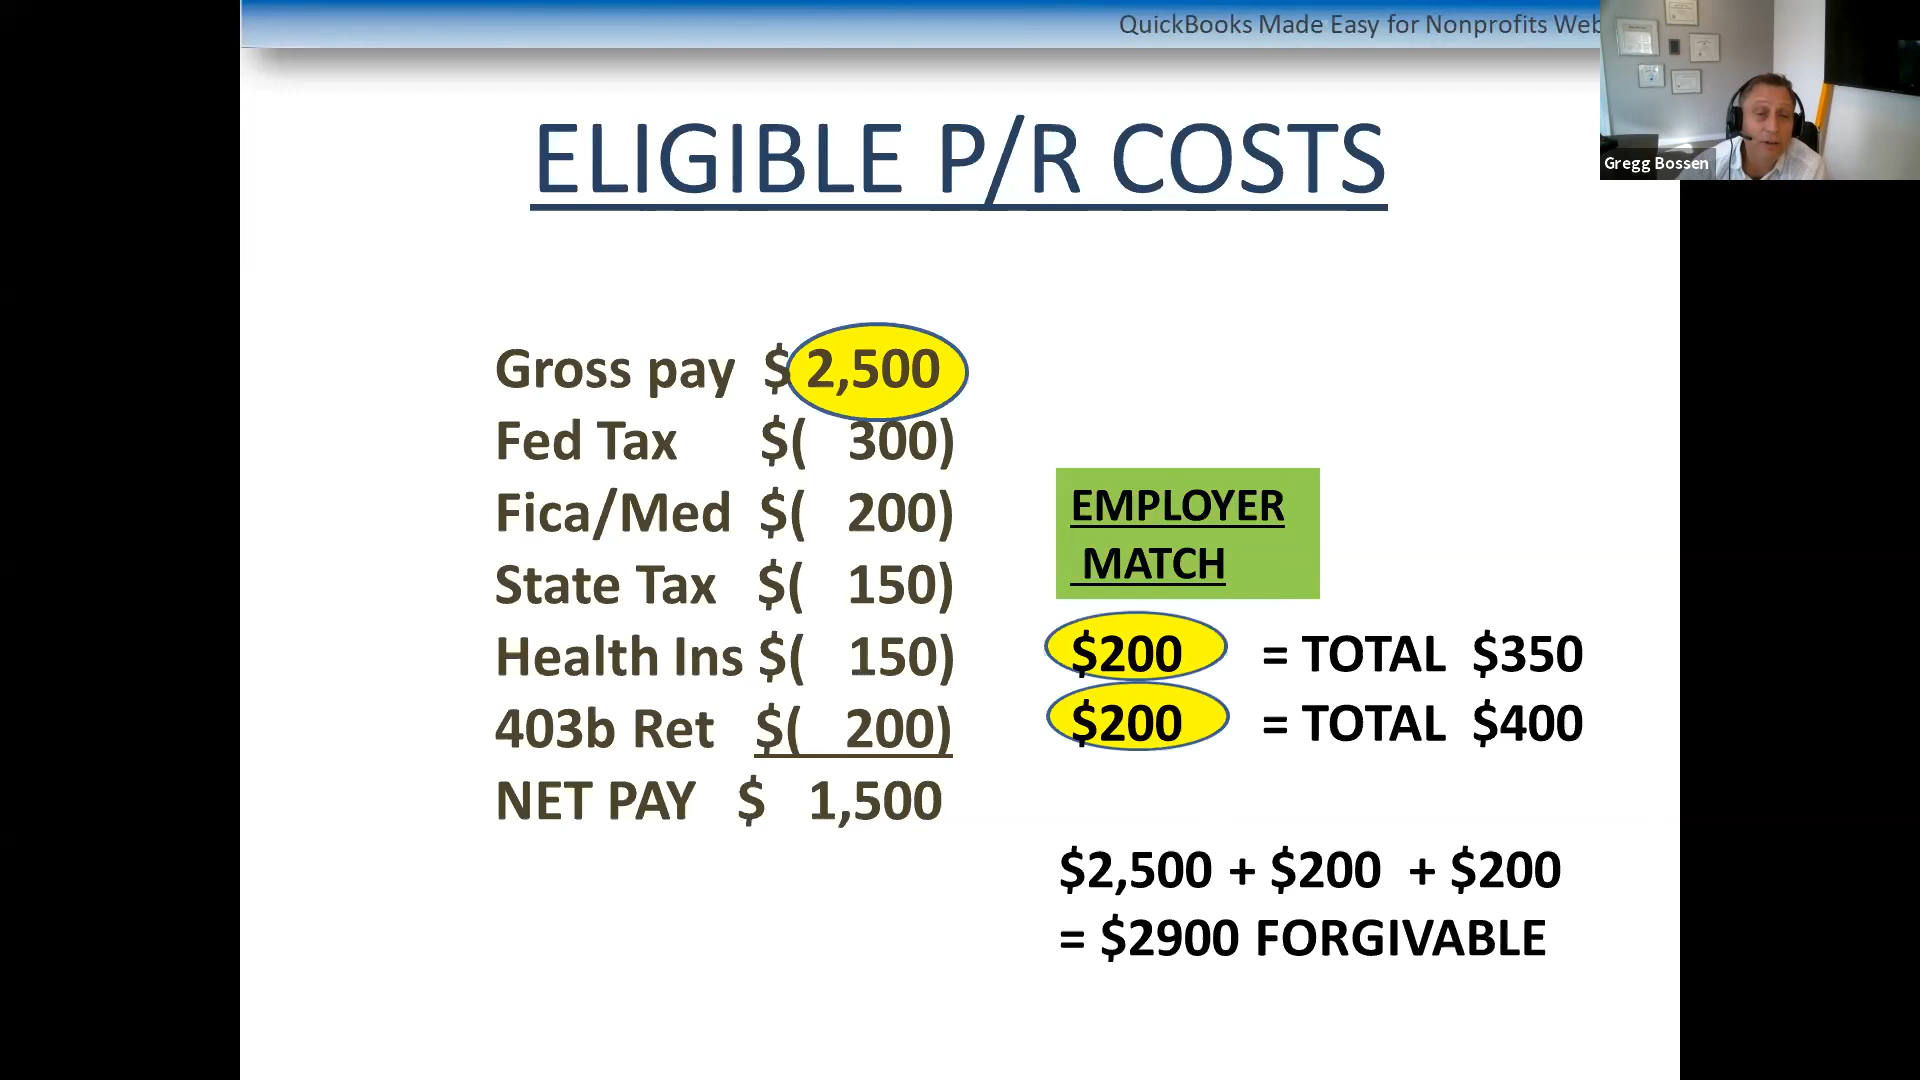 QuickBooks Made Easy for Nonprofits Web
Gregg Bossen
ELIGIBLE P/R COSTS
Gross pay $ 2,500
Fed Tax $( 300)
Fica/Med $( 200)
State Tax $( 150)
Health Ins $( 150)
403b Ret $( 200)
NET PAY $ 1,500
EMPLOYER
MATCH
$200 = TOTAL $350
$200 = TOTAL $400
$2,500 + $200 + $200
= $2900 FORGIVABLE